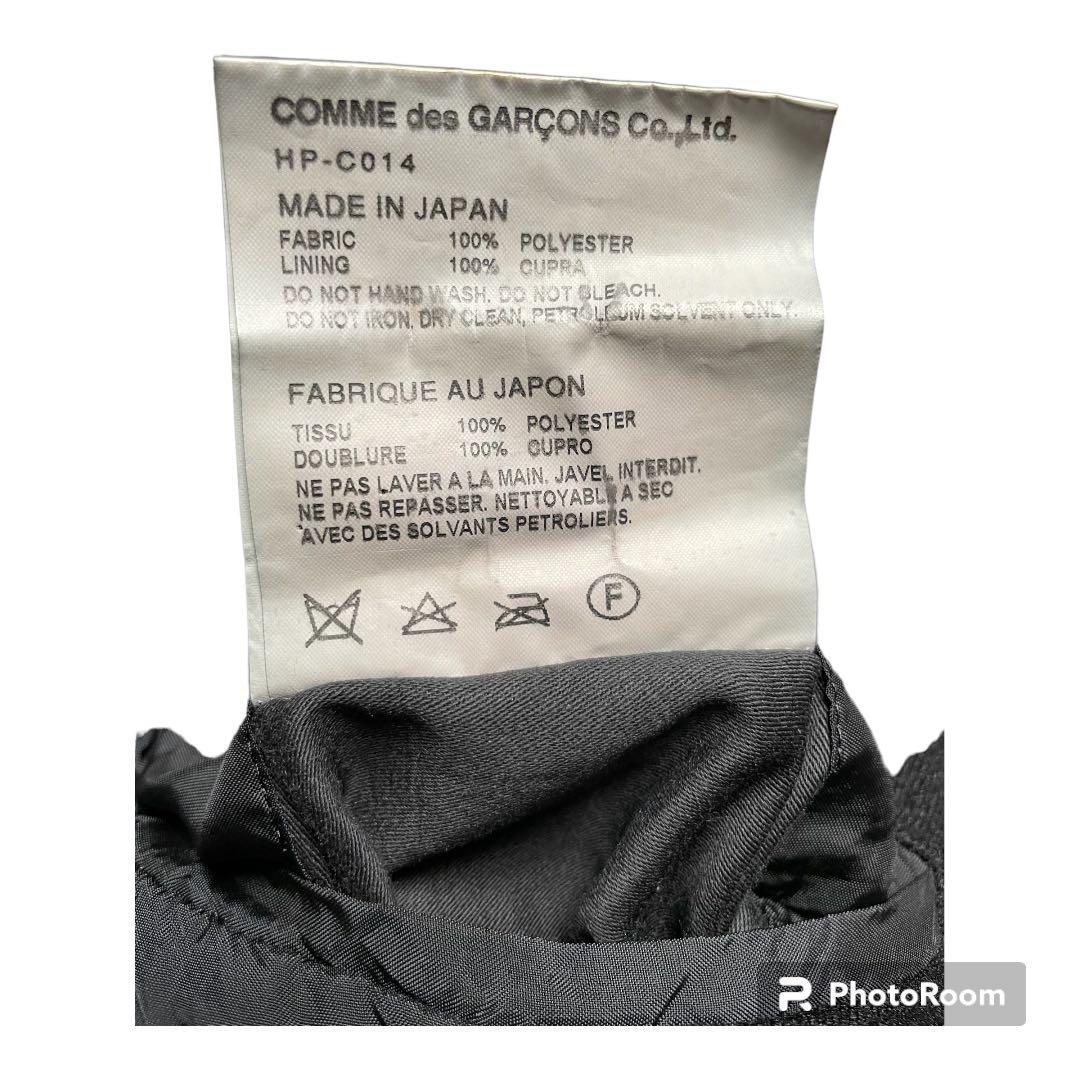 COMME des GARÇONS Co.,Ltd.
HP-C014
MADE IN JAPAN
FABRIC 100% POLYESTER
LINING 100% CUPRA
DO NOT HAND WASH. DO NOT BLEACH.
DO NOT IRON. DRY CLEAN, PETROLEUM SOLVENT ONLY.
FABRIQUE AU JAPON
TISSU 100% POLYESTER
DOUBLURE 100% CUPRO
NE PAS LAVER A LA MAIN. JAVEL INTERDIT.
NE PAS REPASSER. NETTOYABLE A SEC
AVEC DES SOLVANTS PETROLIERS.
F
PhotoRoom